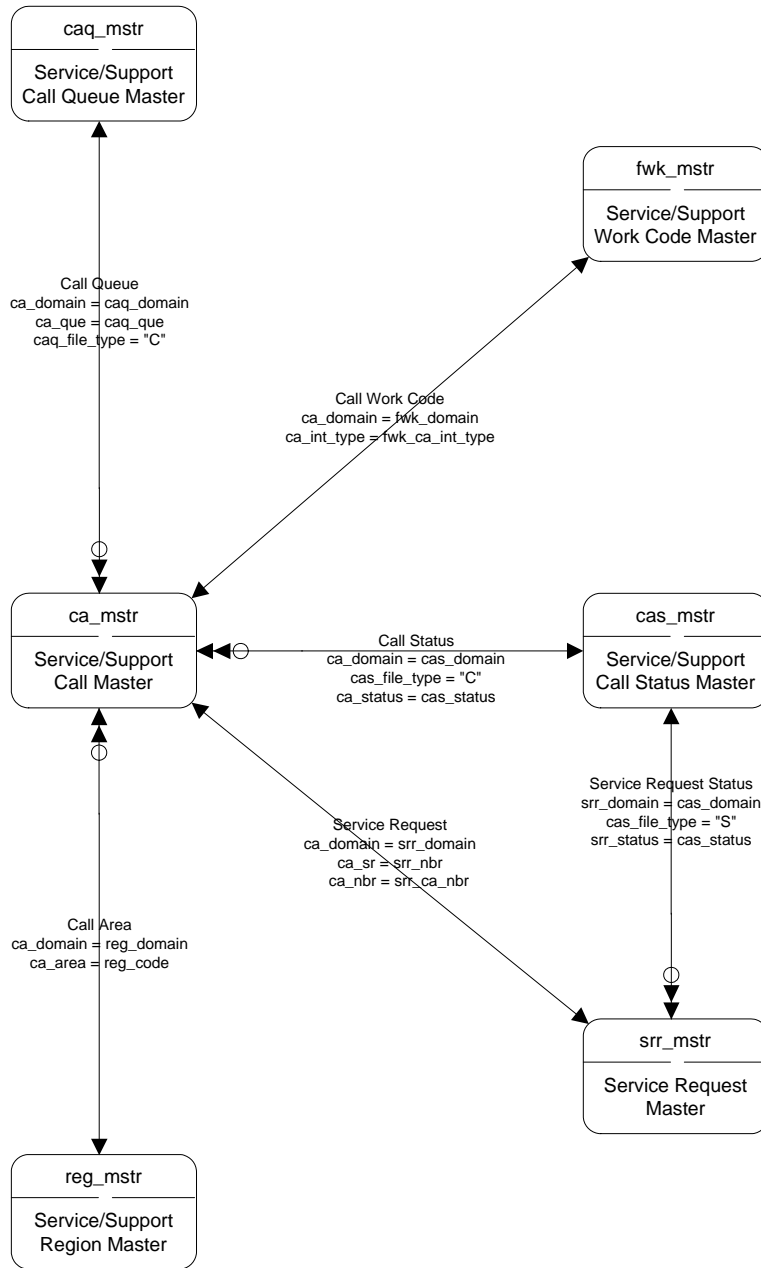 caq_mstr
Service/Support
Call Queue Master
fwk_mstr
Service/Support
Work Code Master
Call Queue
ca_domain = caq_domain
ca_que = caq_que
caq_file_type = "C"
Call Work Code
ca_domain = fwk_domain
ca_int_type = fwk_ca_int_type
ca_mstr
Service/Support
Call Master
Call Status
ca_domain = cas_domain
cas_file_type = "C"
ca_status = cas_status
cas_mstr
Service/Support
Call Status Master
Service Request Status
srr_domain = cas_domain
cas_file_type = "S"
srr_status = cas_status
Service Request
ca_domain = srr_domain
ca_sr = srr_nbr
ca_nbr = srr_ca_nbr
Call Area
ca_domain = reg_domain
ca_area = reg_code
srr_mstr
Service Request
Master
reg_mstr
Service/Support
Region Master